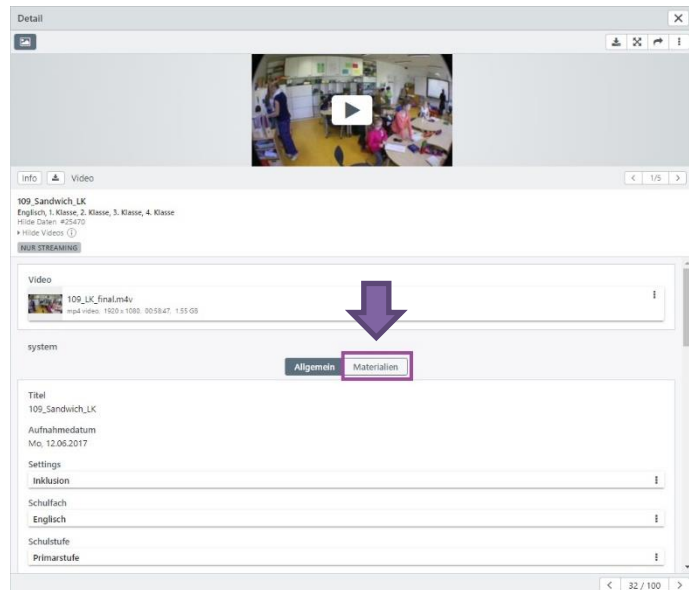 Detail
Info Video 1/5
109_Sandwich_LK
Englisch, 1. Klasse, 2. Klasse, 3. Klasse, 4. Klasse
Hilde Daten #25470
Hilde Videos
NUR STREAMING
Video
109_LK_final.m4v
mp4 video, 1920 x 1080, 00:58:47, 1.55 GB
system
Allgemein Materialien
Titel
109_Sandwich_LK
Aufnahmedatum
Mo, 12.06.2017
Settings
Inklusion
Schulfach
Englisch
Schulstufe
Primarstufe
32 / 100